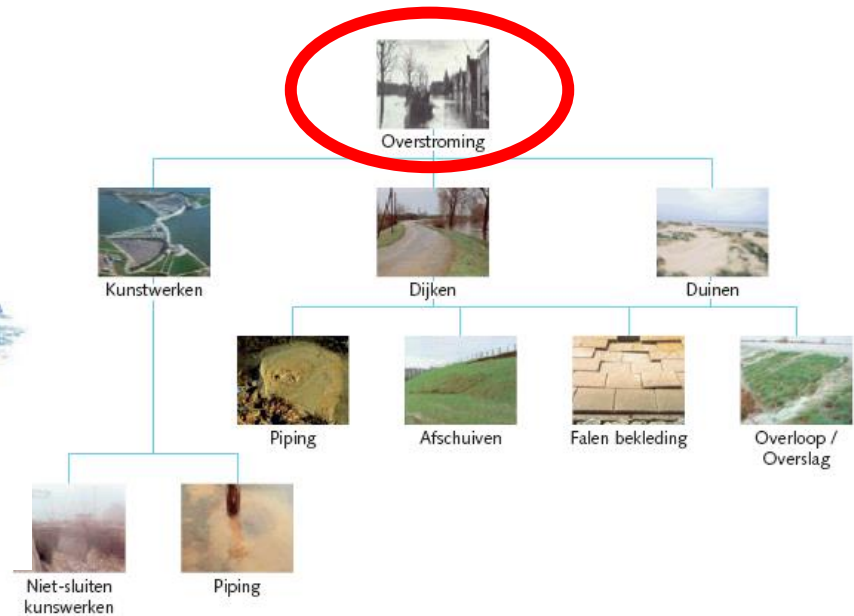 Overstroming
Kunstwerken
Dijken
Duinen
Piping
Afschuiven
Falen bekleding
Overloop /
Overslag
Niet-sluiten
kunswerken
Piping